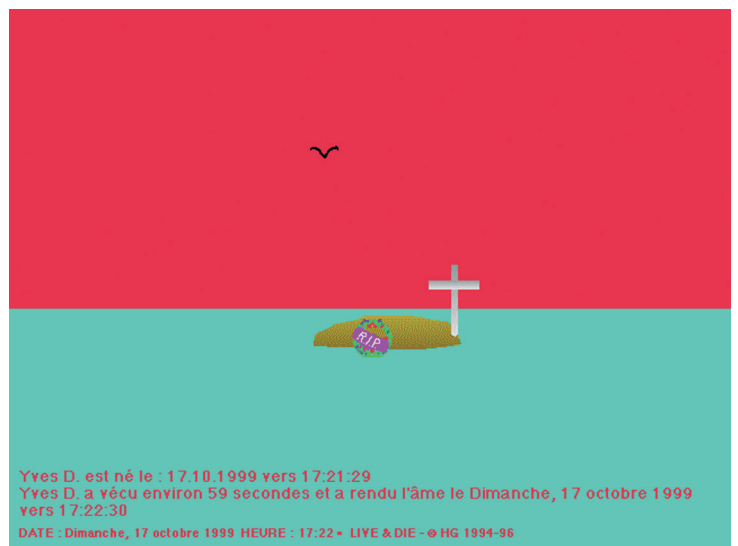 R.I.P.
Yves D. est né le : 17.10.1999 vers 17:21:29
Yves D. a vécu environ 59 secondes et a rendu l'âme le Dimanche, 17 octobre 1999
vers 17:22:30
DATE : Dimanche, 17 octobre 1999 HEURE : 17:22 • LIVE & DIE - © HG 1994-96